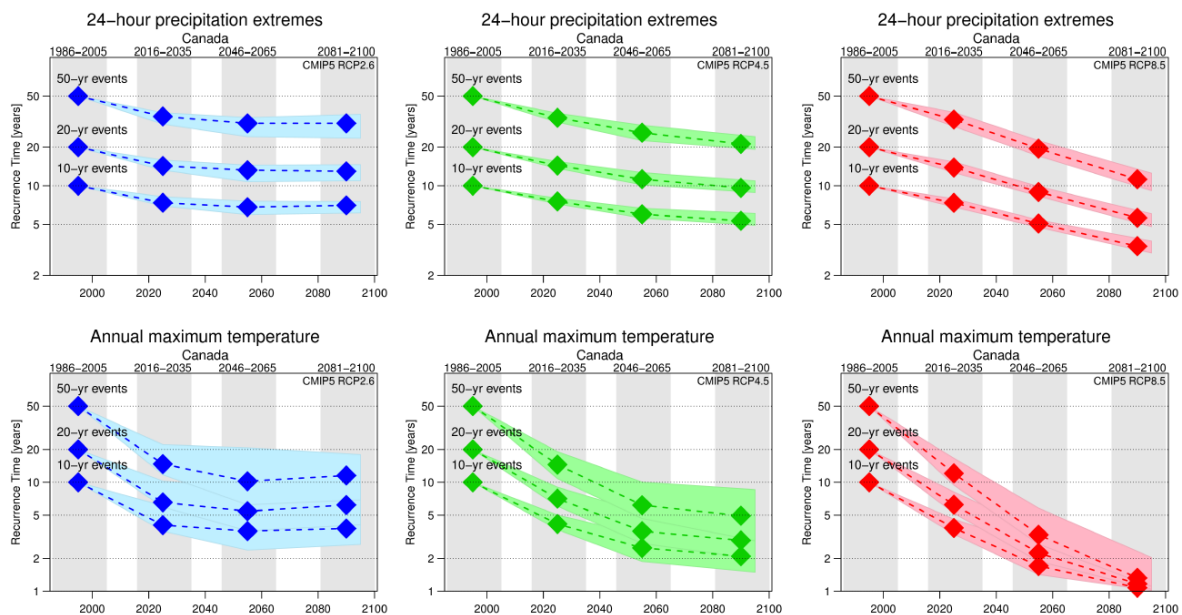 24-hour precipitation extremes
Canada
1986-2005 2016-2035 2046-2065 2081-2100
CMIP5 RCP2.6
50-yr events
20-yr events
10-yr events
Recurrence Time [years]
50
20
10
5
2
2000 2020 2040 2060 2080 2100
24-hour precipitation extremes
Canada
1986-2005 2016-2035 2046-2065 2081-2100
CMIP5 RCP4.5
50-yr events
20-yr events
10-yr events
Recurrence Time [years]
50
20
10
5
2
2000 2020 2040 2060 2080 2100
24-hour precipitation extremes
Canada
1986-2005 2016-2035 2046-2065 2081-2100
CMIP5 RCP8.5
50-yr events
20-yr events
10-yr events
Recurrence Time [years]
50
20
10
5
2
2000 2020 2040 2060 2080 2100
Annual maximum temperature
Canada
1986-2005 2016-2035 2046-2065 2081-2100
CMIP5 RCP2.6
50-yr events
20-yr events
10-yr events
Recurrence Time [years]
50
20
10
5
2
1
2000 2020 2040 2060 2080 2100
Annual maximum temperature
Canada
1986-2005 2016-2035 2046-2065 2081-2100
CMIP5 RCP4.5
50-yr events
20-yr events
10-yr events
Recurrence Time [years]
50
20
10
5
2
1
2000 2020 2040 2060 2080 2100
Annual maximum temperature
Canada
1986-2005 2016-2035 2046-2065 2081-2100
CMIP5 RCP8.5
50-yr events
20-yr events
10-yr events
Recurrence Time [years]
50
20
10
5
2
1
2000 2020 2040 2060 2080 2100